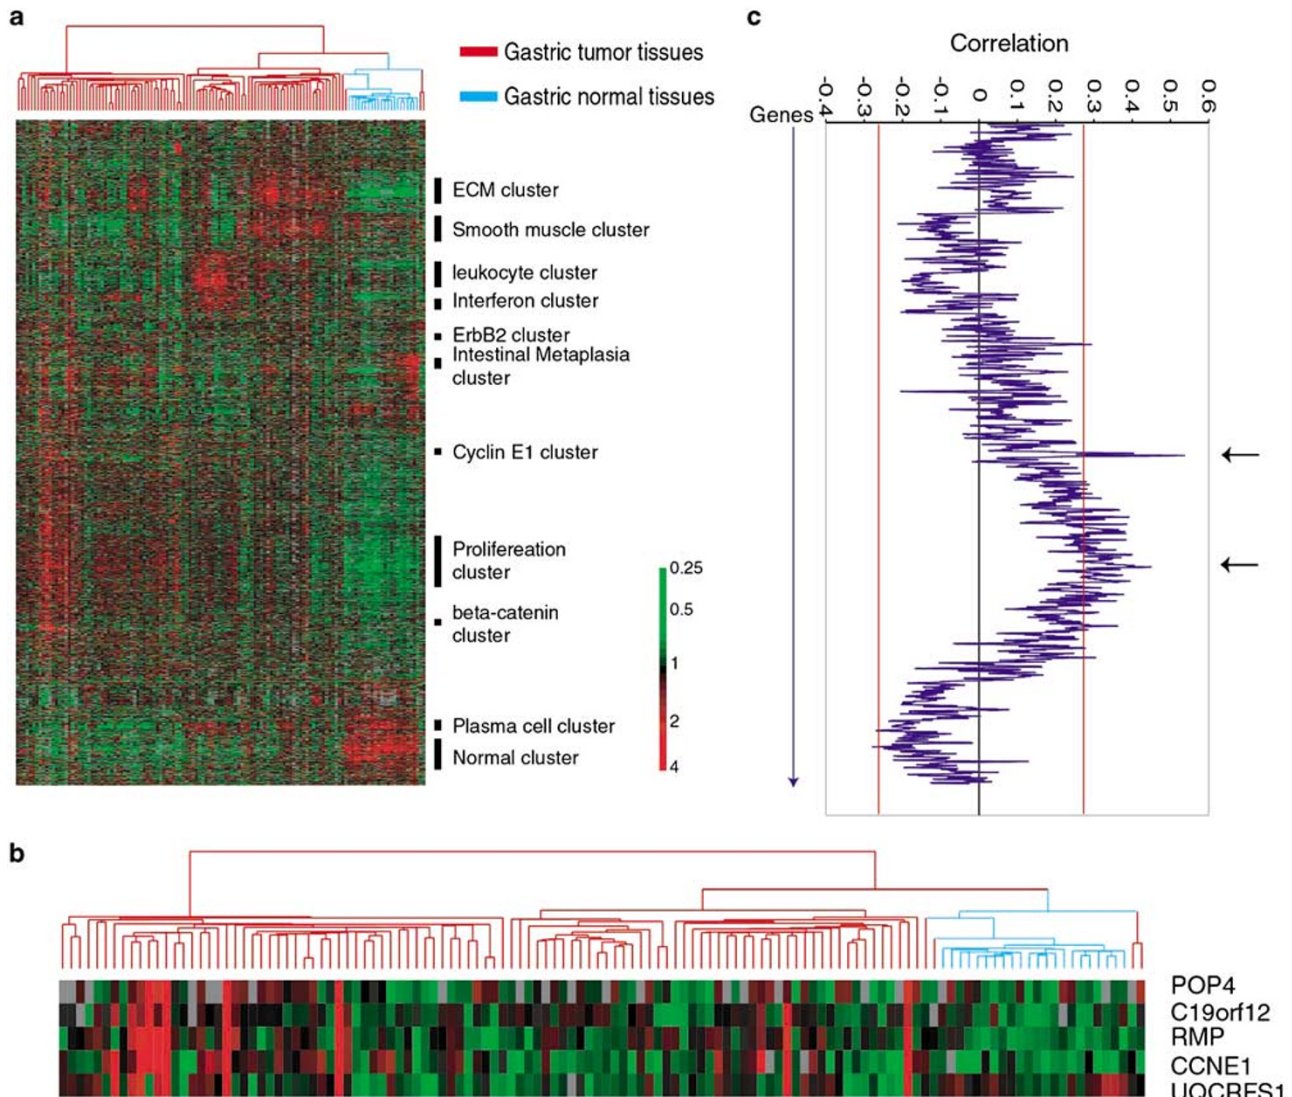 a
Gastric tumor tissues
Gastric normal tissues
ECM cluster
Smooth muscle cluster
leukocyte cluster
Interferon cluster
ErbB2 cluster
Intestinal Metaplasia
cluster
Cyclin E1 cluster
Prolifereation
cluster
beta-catenin
cluster
Plasma cell cluster
Normal cluster
0.25
0.5
1
2
4
c
Correlation
Genes
-0.4 -0.3 -0.2 -0.1 0 0.1 0.2 0.3 0.4 0.5 0.6
b
POP4
C19orf12
RMP
CCNE1
UQCRFS1